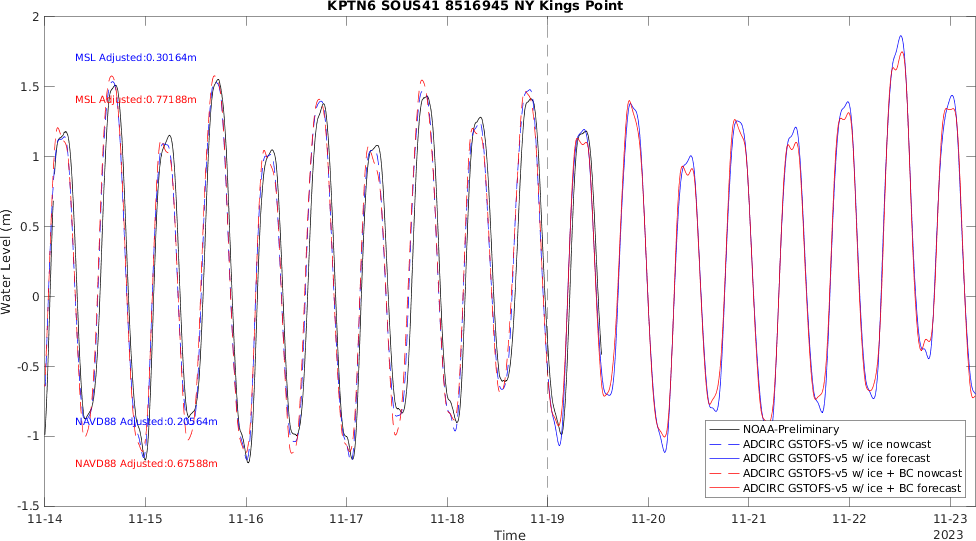 KPTN6 SOUS41 8516945 NY Kings Point
2
1.5
1
0.5
0
-0.5
-1
-1.5
Water Level (m)
MSL Adjusted:0.30164m
MSL Adjusted:0.77188m
NAVD88 Adjusted:0.20564m
NAVD88 Adjusted:0.67588m
NOAA-Preliminary
ADCIRC GSTOFS-v5 w/ ice nowcast
ADCIRC GSTOFS-v5 w/ ice forecast
ADCIRC GSTOFS-v5 w/ ice + BC nowcast
ADCIRC GSTOFS-v5 w/ ice + BC forecast
11-14 11-15 11-16 11-17 11-18 11-19 11-20 11-21 11-22 11-23
Time
2023